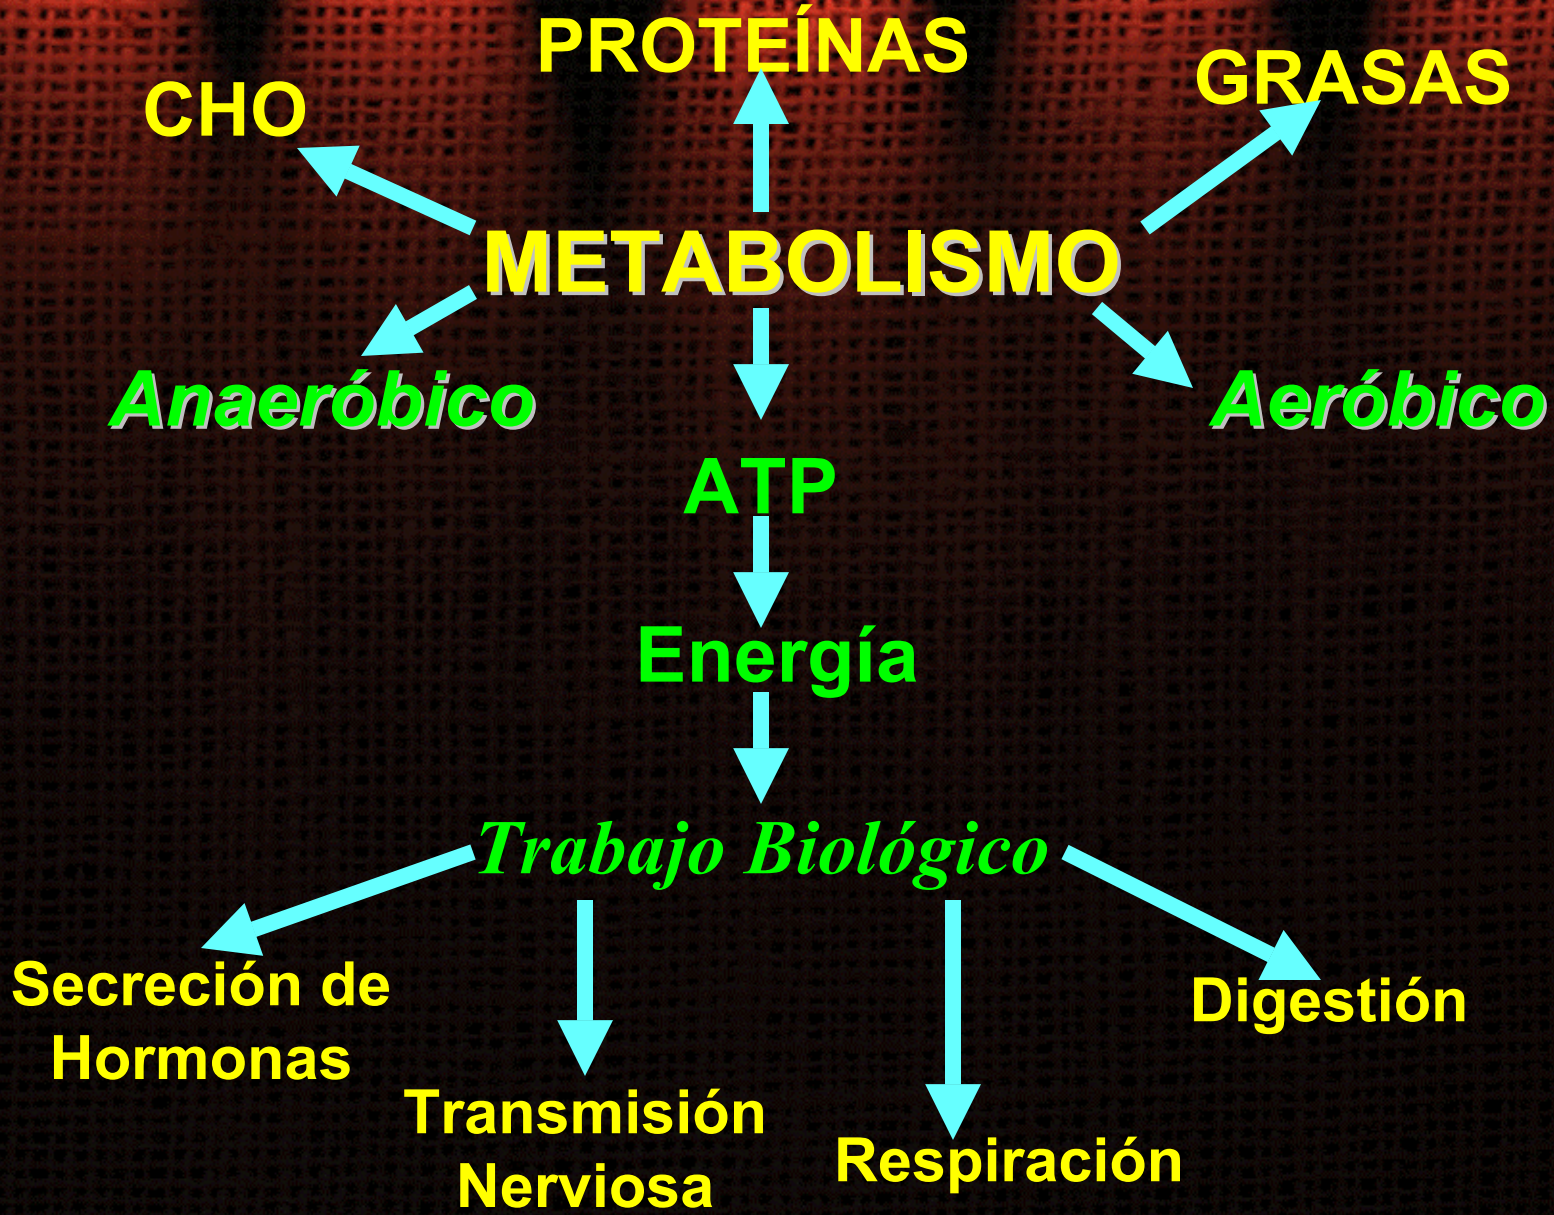 PROTEÍNAS
CHO
GRASAS
METABOLISMO
Anaeróbico
Aeróbico
ATP
Energía
Trabajo Biológico
Secreción de
Hormonas
Transmisión
Nerviosa
Respiración
Digestión